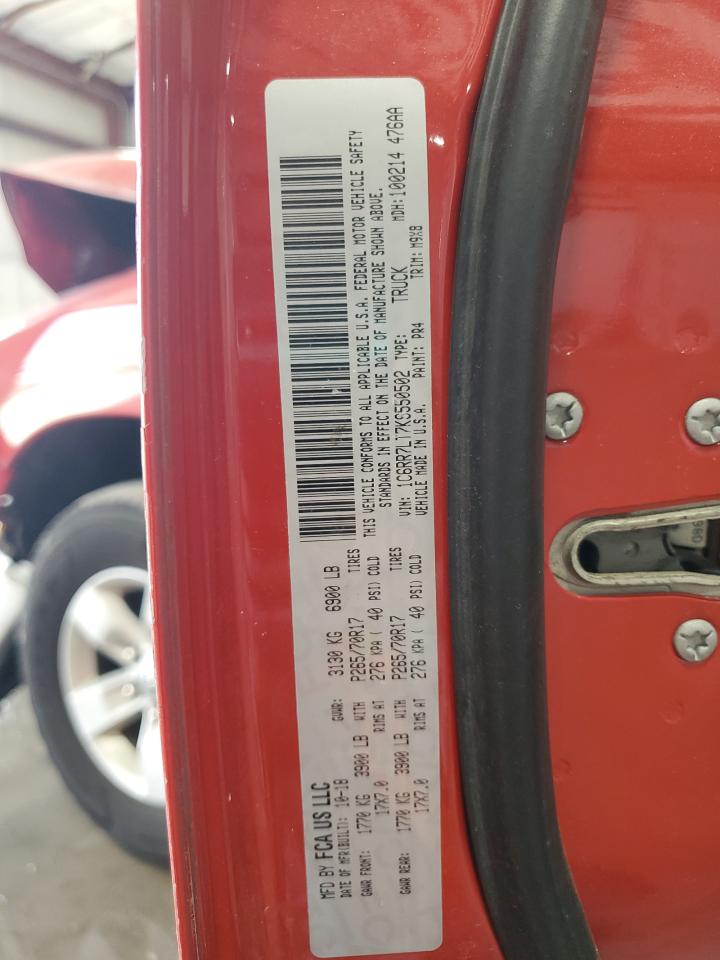 MFD BY FCA US LLC
DATE OF MFR(BUILT): 10-18 GVWR: 3130 KG 6900 LB
GAWR FRONT: 1770 KG 3900 LB WITH P265/70R17 TIRES
17X7.0 RIMS AT 276 KPA ( 40 PSI) COLD
GAWR REAR: 1770 KG 3900 LB WITH P265/70R17 TIRES
17X7.0 RIMS AT 276 KPA ( 40 PSI) COLD
THIS VEHICLE CONFORMS TO ALL APPLICABLE U.S.A. FEDERAL MOTOR VEHICLE SAFETY
STANDARDS IN EFFECT ON THE DATE OF MANUFACTURE SHOWN ABOVE.
VIN: 1C6RR7LT7KS550502 TYPE: TRUCK MDH: 100214 476AA
VEHICLE MADE IN U.S.A. PAINT: PR4 TRIM: M9X8